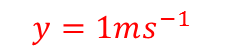 y = 1ms⁻¹